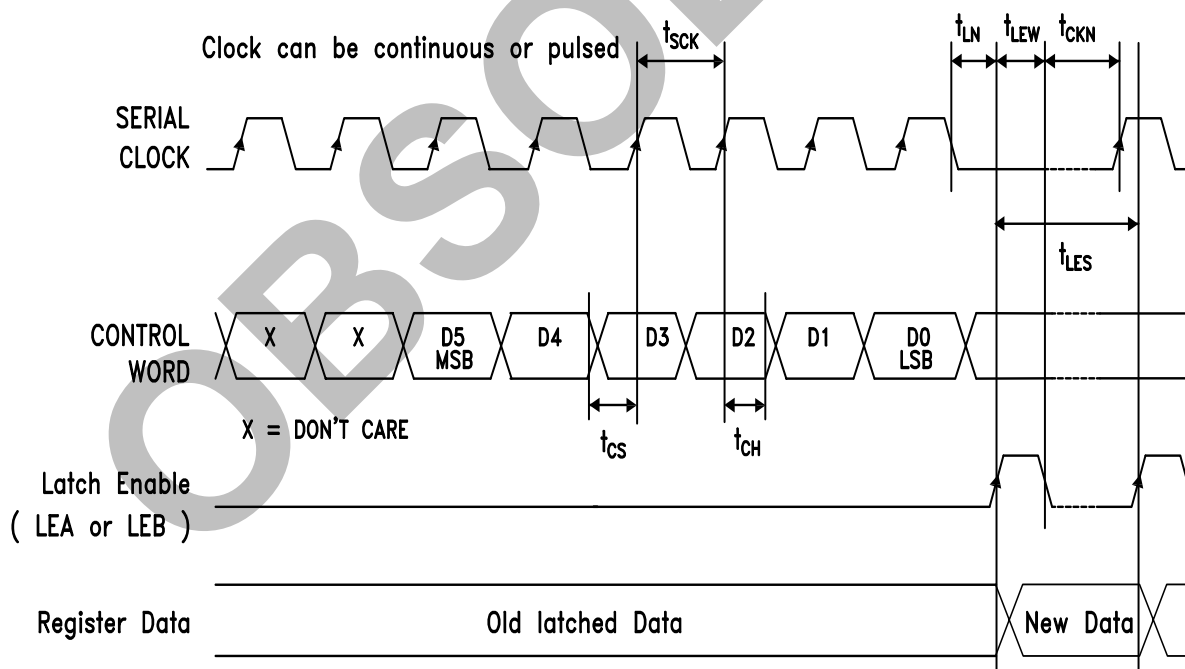 Clock can be continuous or pulsed
tSCK
tLN
tLEW
tCKN
SERIAL
CLOCK
tLES
CONTROL
WORD
X
X
D5
MSB
D4
D3
D2
D1
D0
LSB
X = DON'T CARE
tCS
tCH
Latch Enable
( LEA or LEB )
Register Data
Old latched Data
New Data